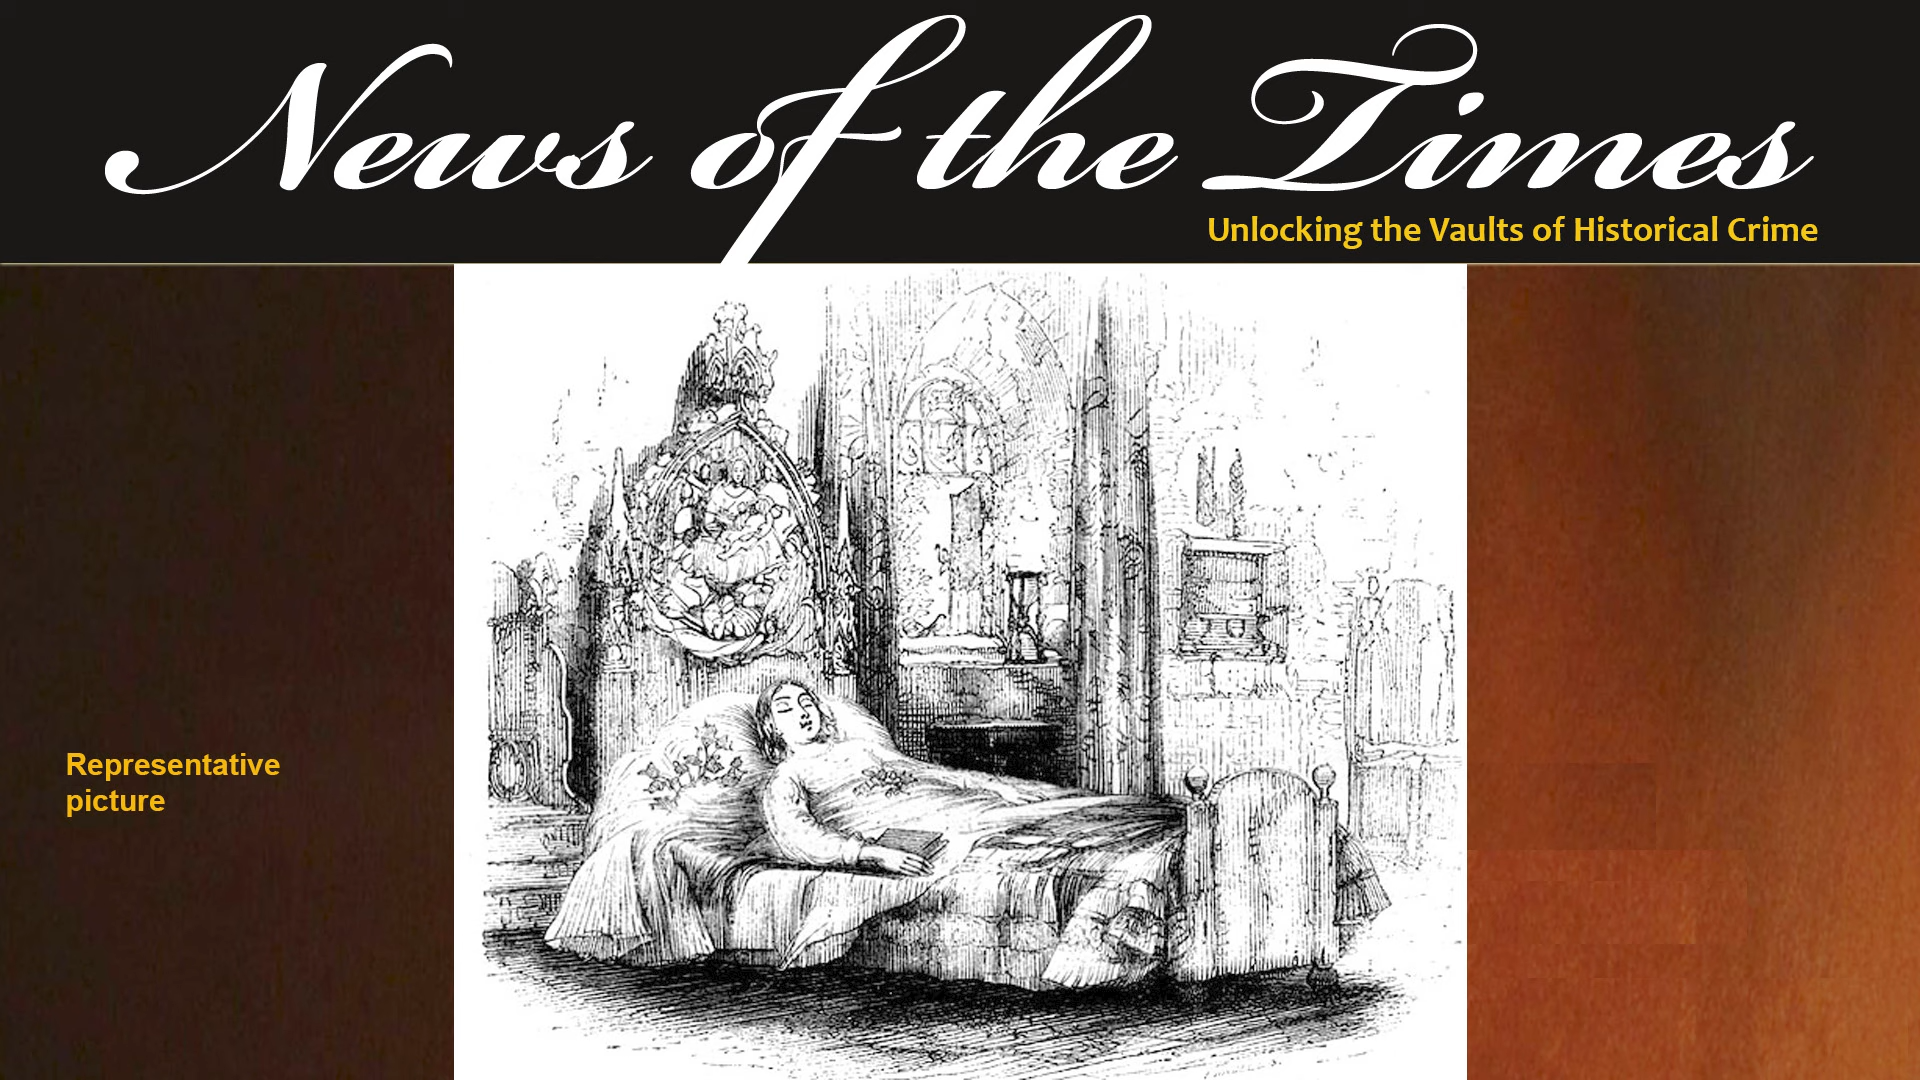 News of the Times
Unlocking the Vaults of Historical Crime
Representative
picture